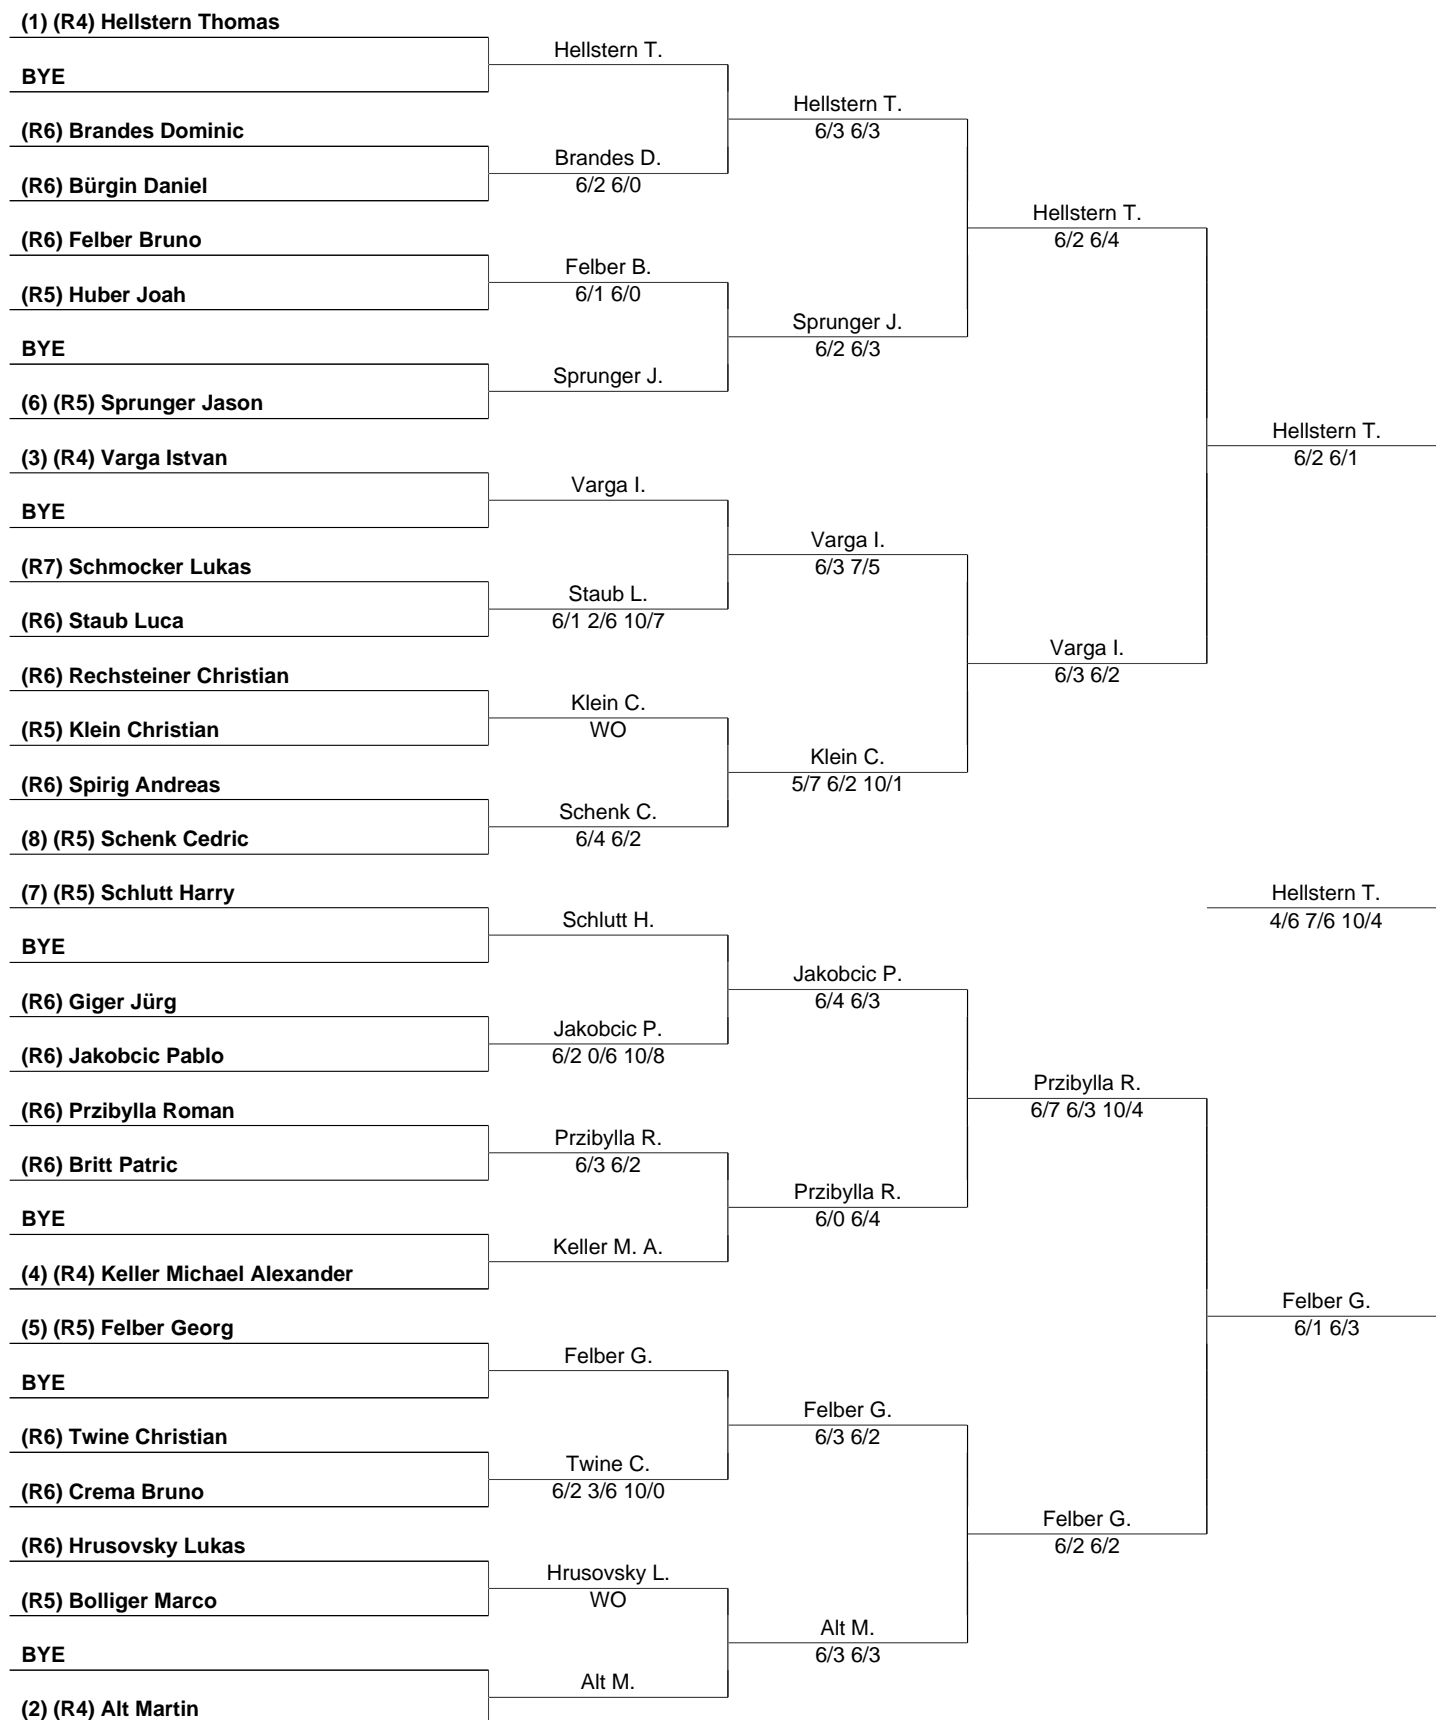 (1) (R4) Hellstern Thomas
Hellstern T.
BYE
Hellstern T.
6/3 6/3
(R6) Brandes Dominic
Brandes D.
6/2 6/0
(R6) Bürgin Daniel
Hellstern T.
6/2 6/4
(R6) Felber Bruno
Felber B.
6/1 6/0
(R5) Huber Joah
Sprunger J.
6/2 6/3
BYE
Sprunger J.
(6) (R5) Sprunger Jason
Hellstern T.
6/2 6/1
(3) (R4) Varga Istvan
Varga I.
BYE
Varga I.
6/3 7/5
(R7) Schmocker Lukas
Staub L.
6/1 2/6 10/7
(R6) Staub Luca
Varga I.
6/3 6/2
(R6) Rechsteiner Christian
Klein C.
WO
(R5) Klein Christian
Klein C.
5/7 6/2 10/1
(R6) Spirig Andreas
Schenk C.
6/4 6/2
(8) (R5) Schenk Cedric
(7) (R5) Schlutt Harry
Hellstern T.
4/6 7/6 10/4
Schlutt H.
BYE
Jakobcic P.
6/4 6/3
(R6) Giger Jürg
Jakobcic P.
6/2 0/6 10/8
(R6) Jakobcic Pablo
Przibylla R.
6/7 6/3 10/4
(R6) Przibylla Roman
Przibylla R.
6/3 6/2
(R6) Britt Patric
Przibylla R.
6/0 6/4
BYE
Keller M. A.
(4) (R4) Keller Michael Alexander
Felber G.
6/1 6/3
(5) (R5) Felber Georg
Felber G.
BYE
Felber G.
6/3 6/2
(R6) Twine Christian
Twine C.
6/2 3/6 10/0
(R6) Crema Bruno
Felber G.
6/2 6/2
(R6) Hrusovsky Lukas
Hrusovsky L.
WO
(R5) Bolliger Marco
Alt M.
6/3 6/3
BYE
Alt M.
(2) (R4) Alt Martin